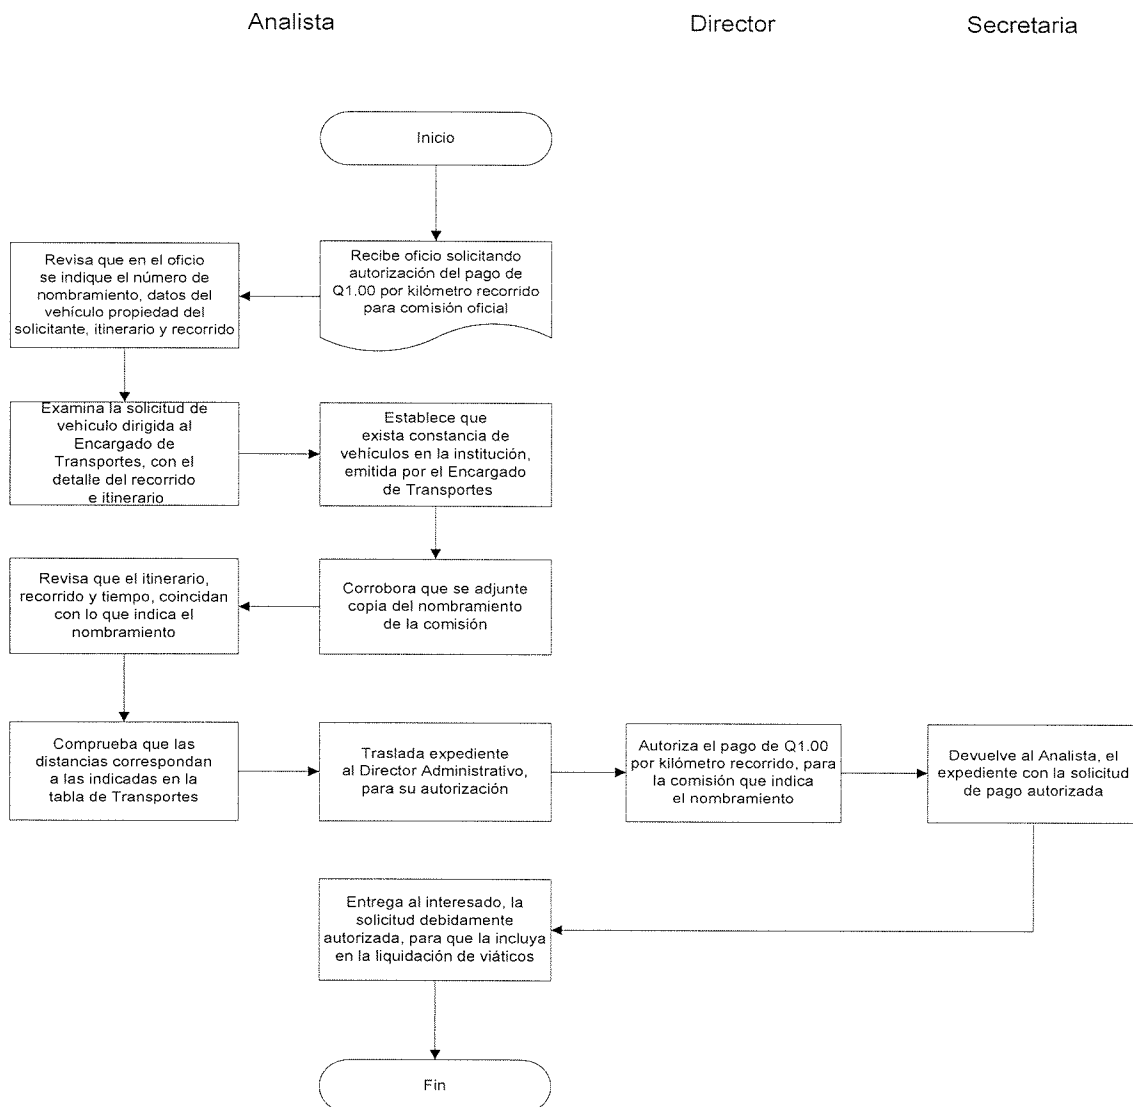 Analista
Director
Secretaria
Inicio
Recibe oficio solicitando
autorización del pago de
Q1.00 por kilómetro recorrido
para comisión oficial
Revisa que en el oficio
se indique el número de
nombramiento, datos del
vehículo propiedad del
solicitante, itinerario y recorrido
Examina la solicitud de
vehículo dirigida al
Encargado de
Transportes, con el
detalle del recorrido
e itinerario
Establece que
exista constancia de
vehículos en la institución,
emitida por el Encargado
de Transportes
Corrobora que se adjunte
copia del nombramiento
de la comisión
Revisa que el itinerario,
recorrido y tiempo, coincidan
con lo que indica el
nombramiento
Comprueba que las
distancias correspondan
a las indicadas en la
tabla de Transportes
Traslada expediente
al Director Administrativo,
para su autorización
Autoriza el pago de Q1.00
por kilómetro recorrido, para
la comisión que indica
el nombramiento
Devuelve al Analista, el
expediente con la solicitud
de pago autorizada
Entrega al interesado, la
solicitud debidamente
autorizada, para que la incluya
en la liquidación de viáticos
Fin